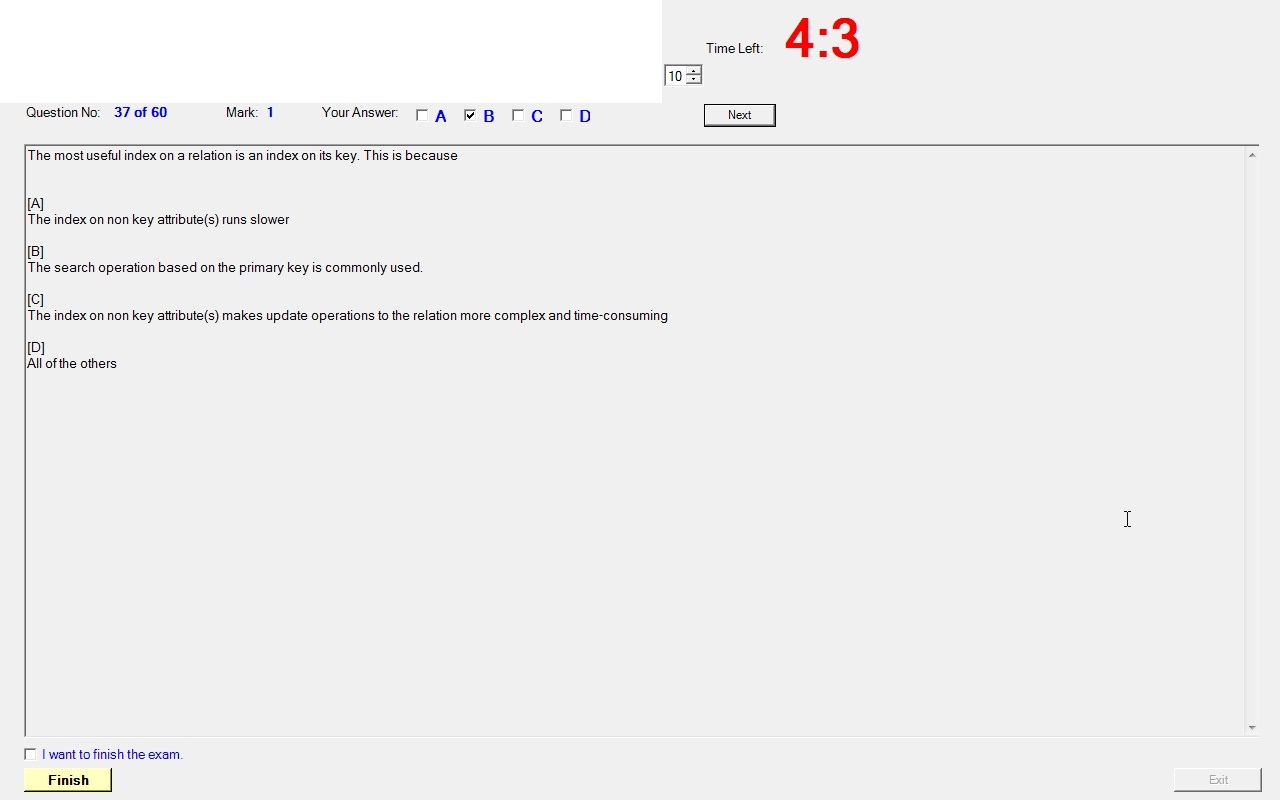 Time Left: 4:3
10
Question No: 37 of 60 Mark: 1 Your Answer: A B C D Next
The most useful index on a relation is an index on its key. This is because
[A]
The index on non key attribute(s) runs slower
[B]
The search operation based on the primary key is commonly used.
[C]
The index on non key attribute(s) makes update operations to the relation more complex and time-consuming
[D]
All of the others
I want to finish the exam.
Finish Exit